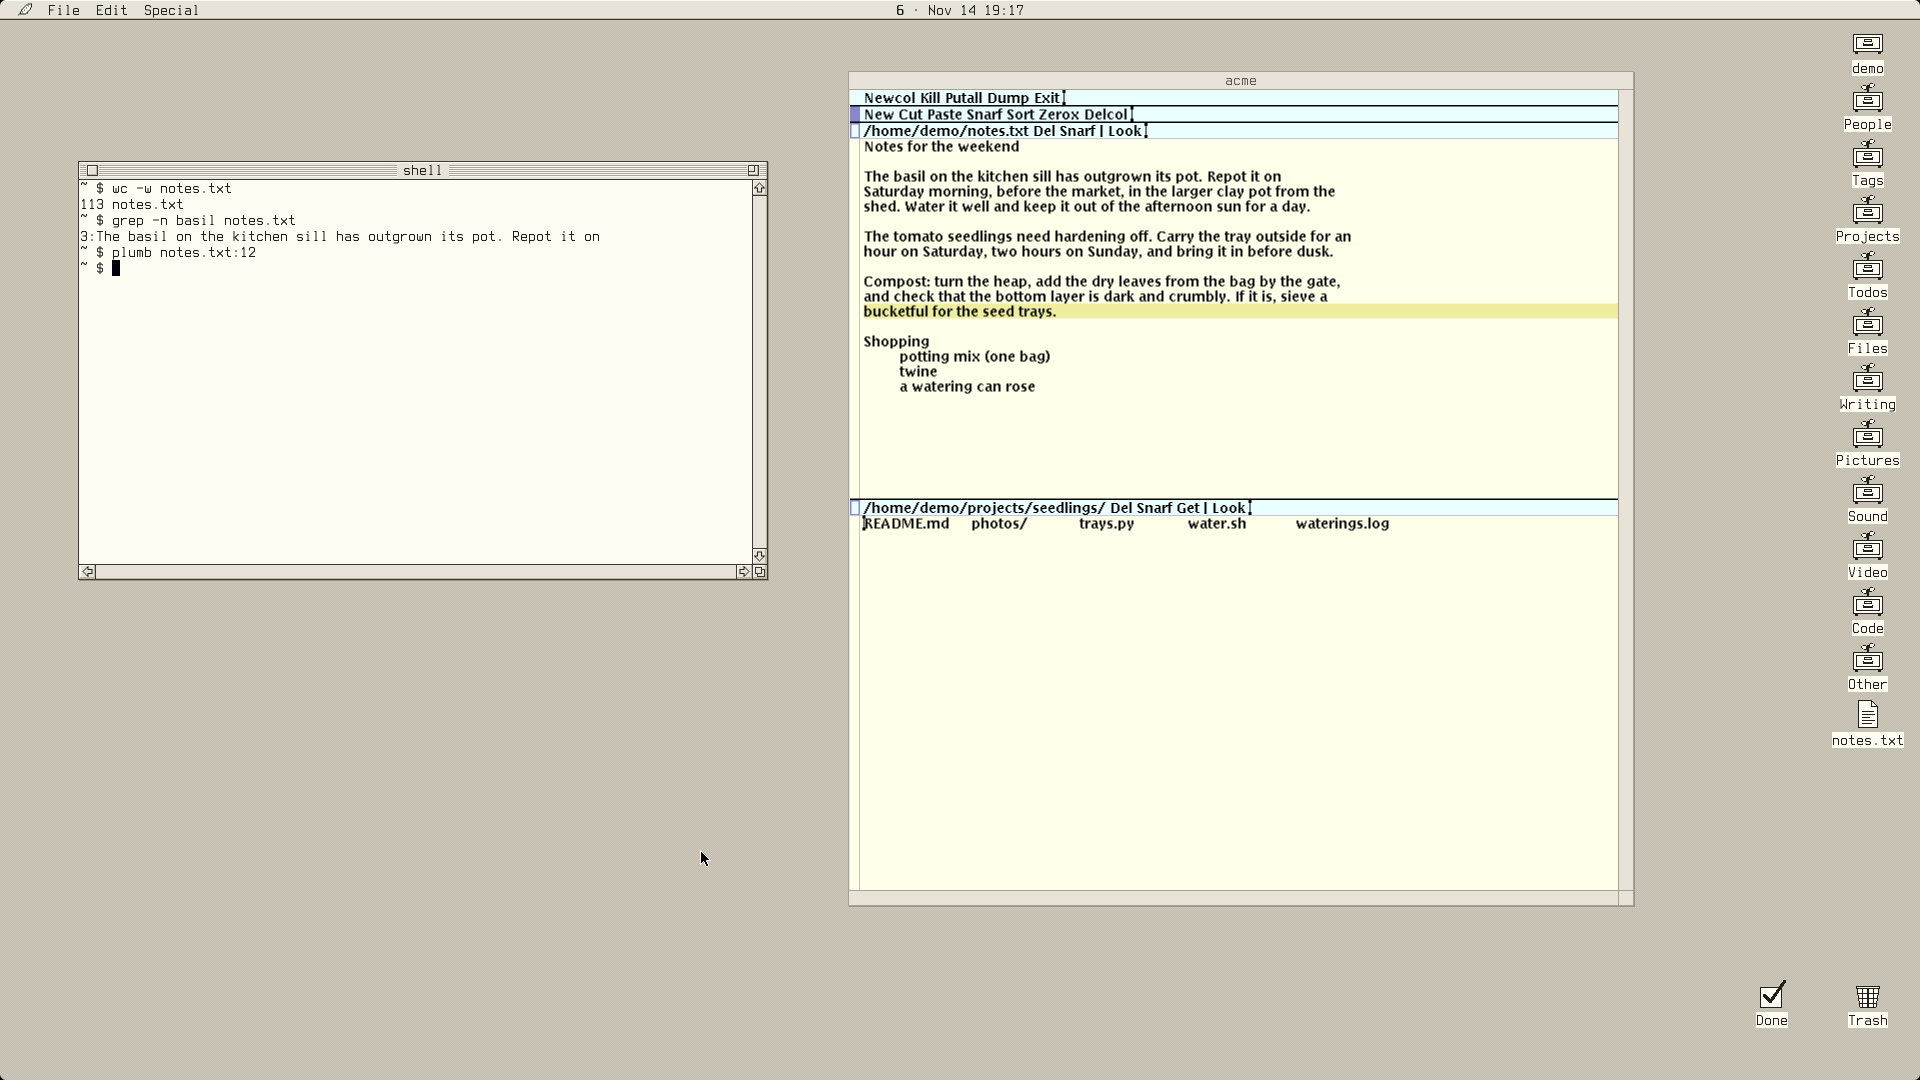 File Edit Special
6 · Nov 14 19:17
shell
~ $ wc -w notes.txt
113 notes.txt
~ $ grep -n basil notes.txt
3:The basil on the kitchen sill has outgrown its pot. Repot it on
~ $ plumb notes.txt:12
~ $
acme
Newcol Kill Putall Dump Exit
New Cut Paste Snarf Sort Zerox Delcol
/home/demo/notes.txt Del Snarf | Look
Notes for the weekend
The basil on the kitchen sill has outgrown its pot. Repot it on
Saturday morning, before the market, in the larger clay pot from the
shed. Water it well and keep it out of the afternoon sun for a day.
The tomato seedlings need hardening off. Carry the tray outside for an
hour on Saturday, two hours on Sunday, and bring it in before dusk.
Compost: turn the heap, add the dry leaves from the bag by the gate,
and check that the bottom layer is dark and crumbly. If it is, sieve a
bucketful for the seed trays.
Shopping
potting mix (one bag)
twine
a watering can rose
/home/demo/projects/seedlings/ Del Snarf Get | Look
README.md photos/ trays.py water.sh waterings.log
demo
People
Tags
Projects
Todos
Files
Writing
Pictures
Sound
Video
Code
Other
notes.txt
Done
Trash